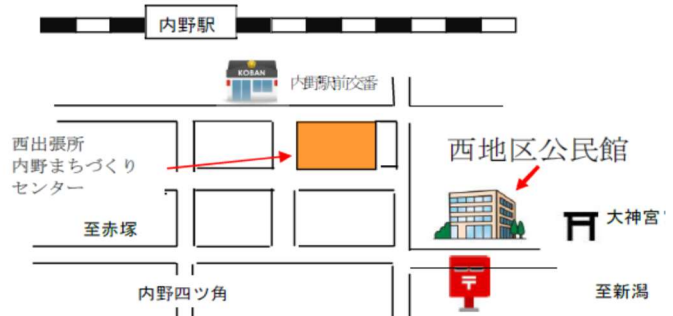 内野駅
KOBAN
内野駅前交番
西出張所
内野まちづくり
センター
西地区公民館
大神宮
至赤塚
内野四ツ角
至新潟